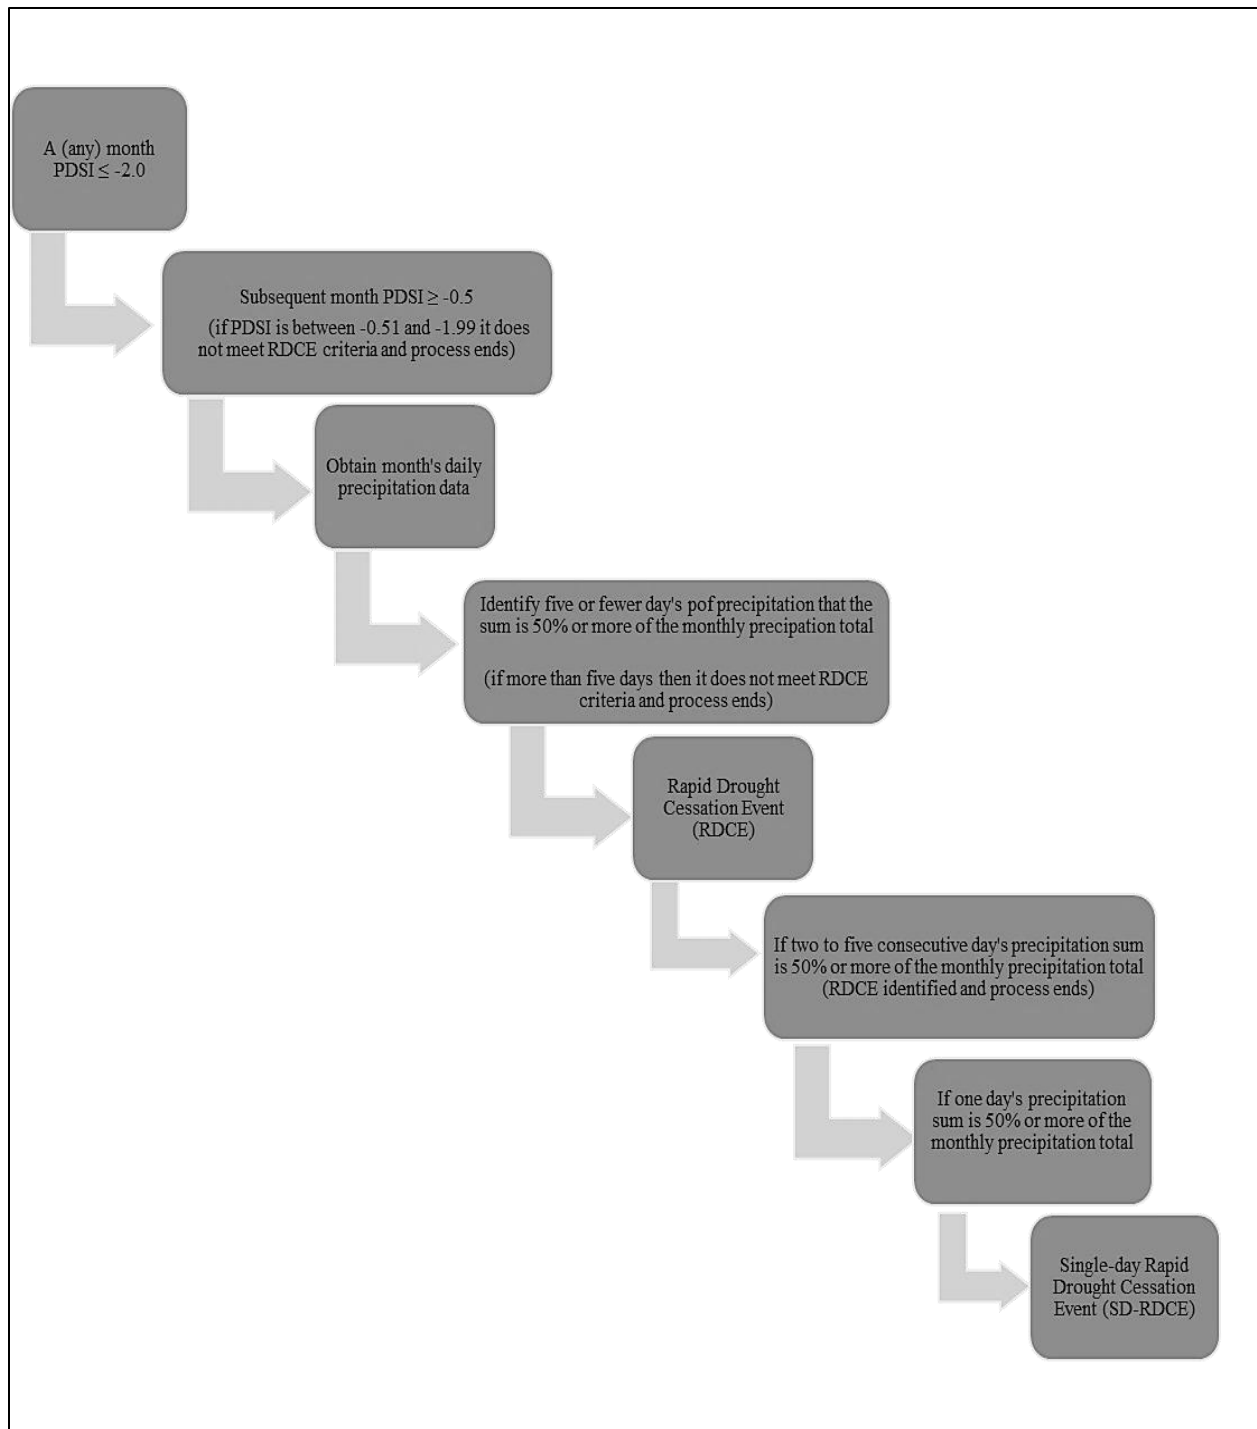 A (any) month
PDSI ≤ -2.0
Subsequent month PDSI ≥ -0.5
(if PDSI is between -0.51 and -1.99 it does
not meet RDCE criteria and process ends)
Obtain month's daily
precipitation data
Identify five or fewer day's pof precipitation that the
sum is 50% or more of the monthly precipation total
(if more than five days then it does not meet RDCE
criteria and process ends)
Rapid Drought
Cessation Event
(RDCE)
If two to five consecutive day's precipitation sum
is 50% or more of the monthly precipitation total
(RDCE identified and process ends)
If one day's precipitation
sum is 50% or more of the
monthly precipitation total
Single-day Rapid
Drought Cessation
Event (SD-RDCE)